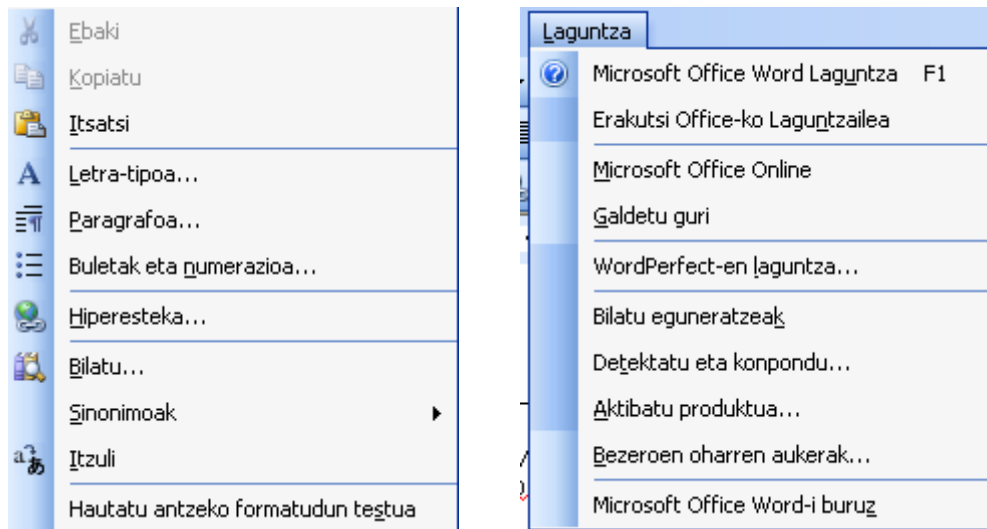 Ebaki
Kopiatu
Itsatsi
Letra-tipoa...
Paragrafoa...
Buletak eta numerazioa...
Hiperesteka...
Bilatu...
Sinonimoak
Itzuli
Hautatu antzeko formatudun testua
Laguntza
Microsoft Office Word Laguntza F1
Erakutsi Office-ko Laguntzailea
Microsoft Office Online
Galdetu guri
WordPerfect-en laguntza...
Bilatu eguneratzeak
Detektatu eta konpondu...
Aktibatu produktua...
Bezeroen oharren aukerak...
Microsoft Office Word-i buruz